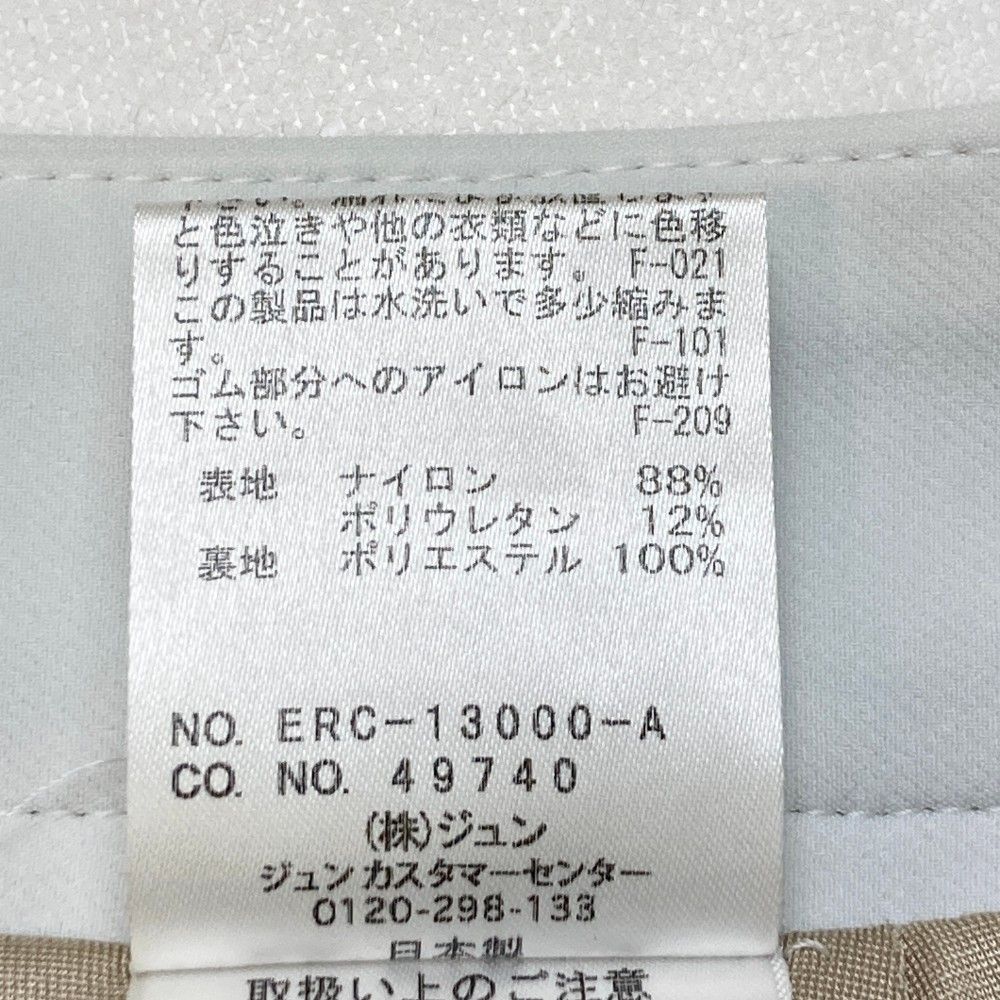 と色泣きや他の衣類などに色移
りすることがあります。 F-021
この製品は水洗いで多少縮みま
す。 F-101
ゴム部分へのアイロンはお避け
下さい。 F-209
表地 ナイロン 88%
ポリウレタン 12%
裏地 ポリエステル 100%
NO. ERC-13000-A
CO. NO. 49740
(株)ジュン
ジュンカスタマーセンター
0120-298-133
日本製
取扱い上のご注意